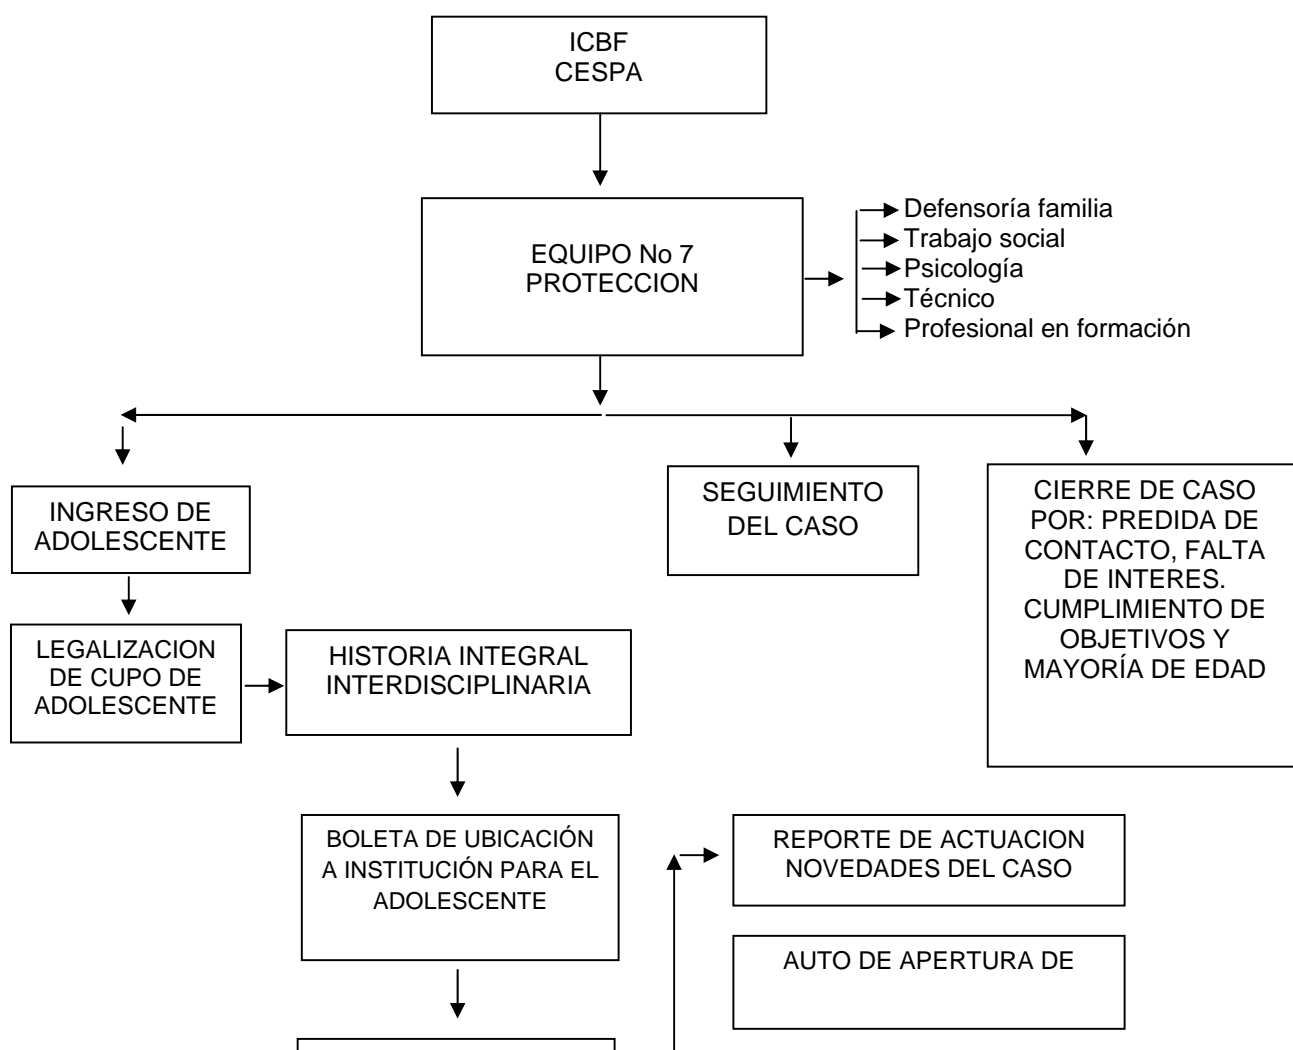 ICBF
CESPA
EQUIPO No 7
PROTECCION
Defensoría familia
Trabajo social
Psicología
Técnico
Profesional en formación
INGRESO DE
ADOLESCENTE
SEGUIMIENTO
DEL CASO
CIERRE DE CASO
POR: PREDIDA DE
CONTACTO, FALTA
DE INTERES.
CUMPLIMIENTO DE
OBJETIVOS Y
MAYORÍA DE EDAD
LEGALIZACION
DE CUPO DE
ADOLESCENTE
HISTORIA INTEGRAL
INTERDISCIPLINARIA
BOLETA DE UBICACIÓN
A INSTITUCIÓN PARA EL
ADOLESCENTE
REPORTE DE ACTUACION
NOVEDADES DEL CASO
AUTO DE APERTURA DE